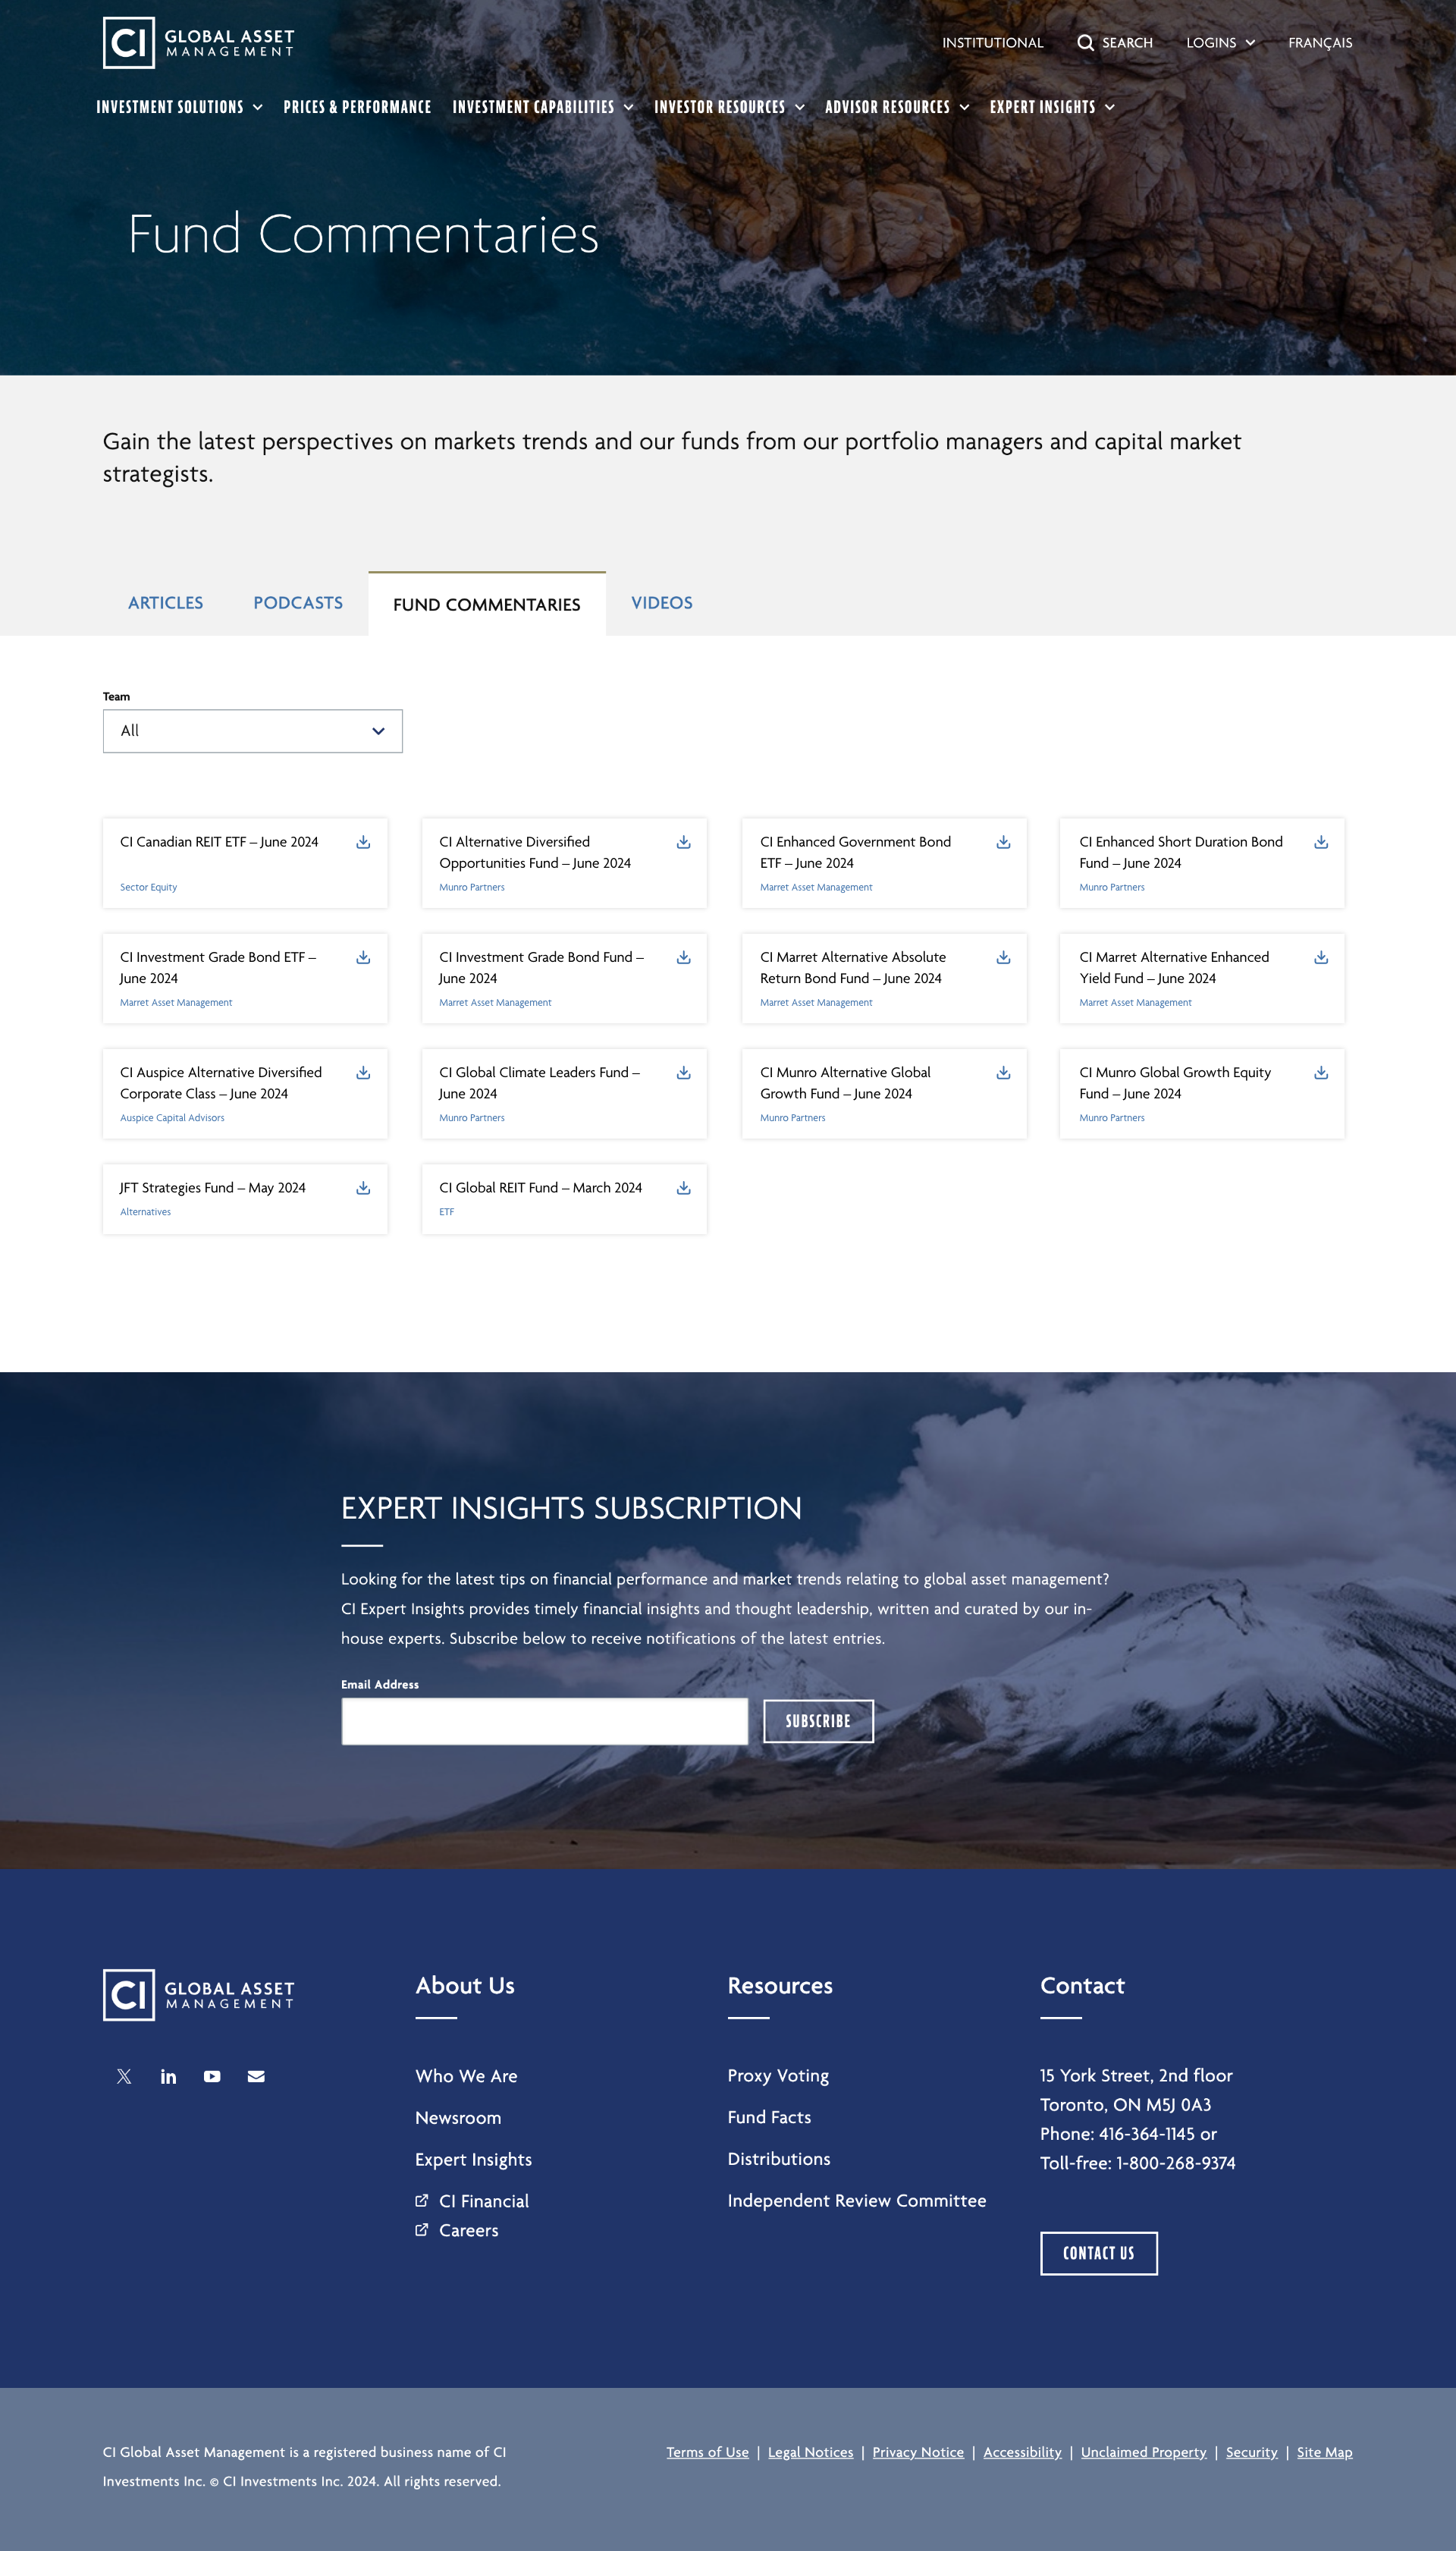 CI GLOBAL ASSET
MANAGEMENT
INSTITUTIONAL SEARCH LOGINS FRANÇAIS
INVESTMENT SOLUTIONS PRICES & PERFORMANCE INVESTMENT CAPABILITIES INVESTOR RESOURCES ADVISOR RESOURCES EXPERT INSIGHTS
Fund Commentaries
Gain the latest perspectives on markets trends and our funds from our portfolio managers and capital market
strategists.
ARTICLES PODCASTS FUND COMMENTARIES VIDEOS
Team
All
CI Canadian REIT ETF – June 2024
Sector Equity
CI Alternative Diversified
Opportunities Fund – June 2024
Munro Partners
CI Enhanced Government Bond
ETF – June 2024
Marret Asset Management
CI Enhanced Short Duration Bond
Fund – June 2024
Munro Partners
CI Investment Grade Bond ETF –
June 2024
Marret Asset Management
CI Investment Grade Bond Fund –
June 2024
Marret Asset Management
CI Marret Alternative Absolute
Return Bond Fund – June 2024
Marret Asset Management
CI Marret Alternative Enhanced
Yield Fund – June 2024
Marret Asset Management
CI Auspice Alternative Diversified
Corporate Class – June 2024
Auspice Capital Advisors
CI Global Climate Leaders Fund –
June 2024
Munro Partners
CI Munro Alternative Global
Growth Fund – June 2024
Munro Partners
CI Munro Global Growth Equity
Fund – June 2024
Munro Partners
JFT Strategies Fund – May 2024
Alternatives
CI Global REIT Fund – March 2024
ETF
EXPERT INSIGHTS SUBSCRIPTION
Looking for the latest tips on financial performance and market trends relating to global asset management?
CI Expert Insights provides timely financial insights and thought leadership, written and curated by our in-
house experts. Subscribe below to receive notifications of the latest entries.
Email Address
SUBSCRIBE
CI GLOBAL ASSET
MANAGEMENT
About Us
Who We Are
Newsroom
Expert Insights
CI Financial
Careers
Resources
Proxy Voting
Fund Facts
Distributions
Independent Review Committee
Contact
15 York Street, 2nd floor
Toronto, ON M5J 0A3
Phone: 416-364-1145 or
Toll-free: 1-800-268-9374
CONTACT US
CI Global Asset Management is a registered business name of CI
Investments Inc. © CI Investments Inc. 2024. All rights reserved.
Terms of Use | Legal Notices | Privacy Notice | Accessibility | Unclaimed Property | Security | Site Map